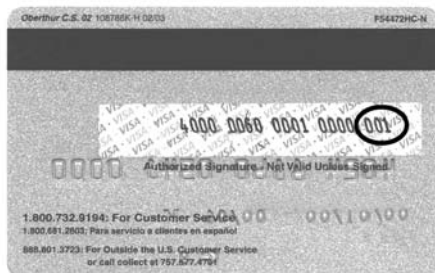 Oberthur C.S. 02 108786K-H 02/03 F54472HC-N
4000 0060 0001 0000 001
Authorized Signature - Not Valid Unless Signed
1.800.732.9194: For Customer Service
1.800.681.2603: Para servicio a clientes en español
888.801.3723: For Outside the U.S. Customer Service
or call collect at 757.677.4701